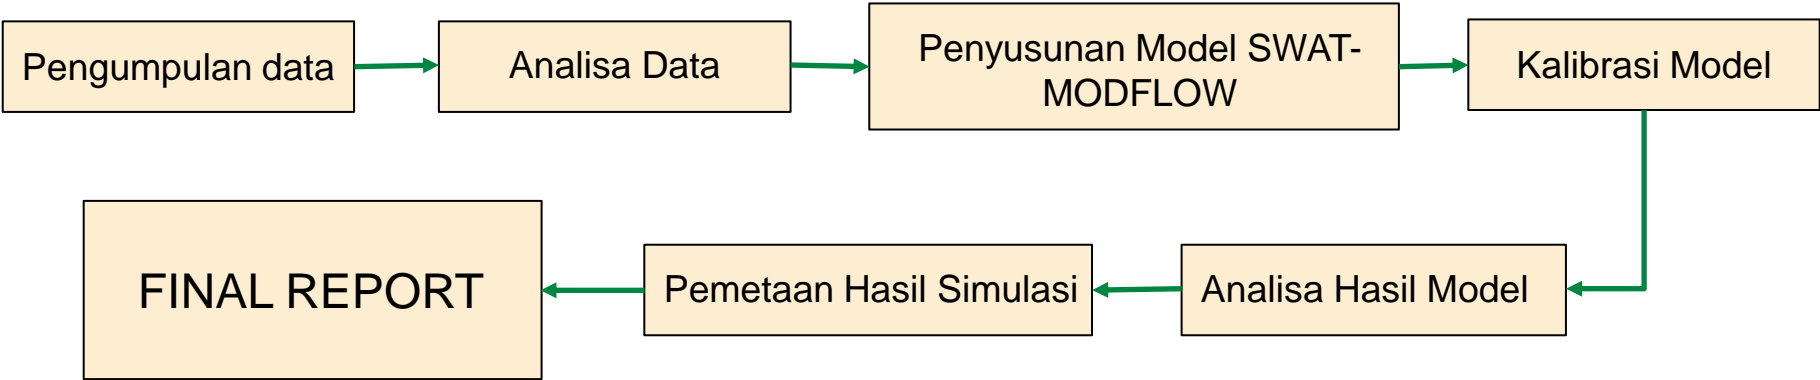 Pengumpulan data
Analisa Data
Penyusunan Model SWAT-
MODFLOW
Kalibrasi Model
Analisa Hasil Model
Pemetaan Hasil Simulasi
FINAL REPORT